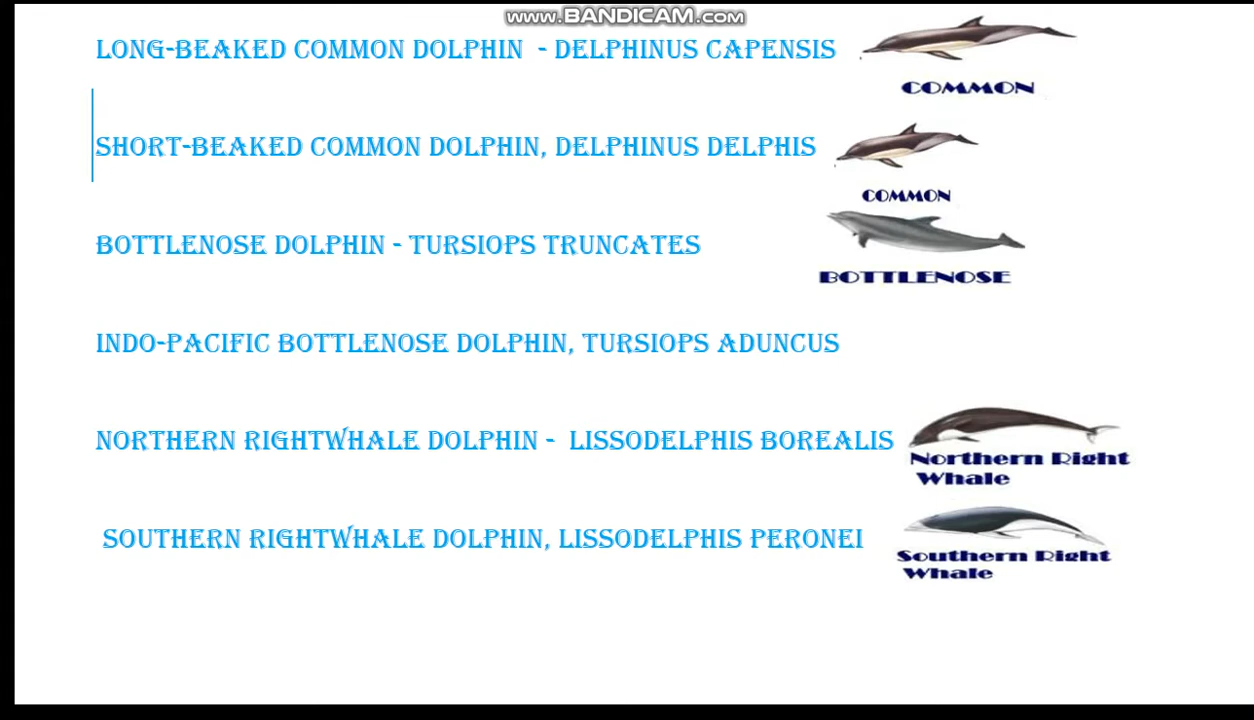 www.BANDICAM.com
LONG-BEAKED COMMON DOLPHIN - DELPHINUS CAPENSIS
COMMON
SHORT-BEAKED COMMON DOLPHIN, DELPHINUS DELPHIS
COMMON
BOTTLENOSE DOLPHIN - TURSIOPS TRUNCATES
BOTTLENOSE
INDO-PACIFIC BOTTLENOSE DOLPHIN, TURSIOPS ADUNCUS
NORTHERN RIGHTWHALE DOLPHIN - LISSODELPHIS BOREALIS
Northern Right
Whale
SOUTHERN RIGHTWHALE DOLPHIN, LISSODELPHIS PERONEI
Southern Right
Whale